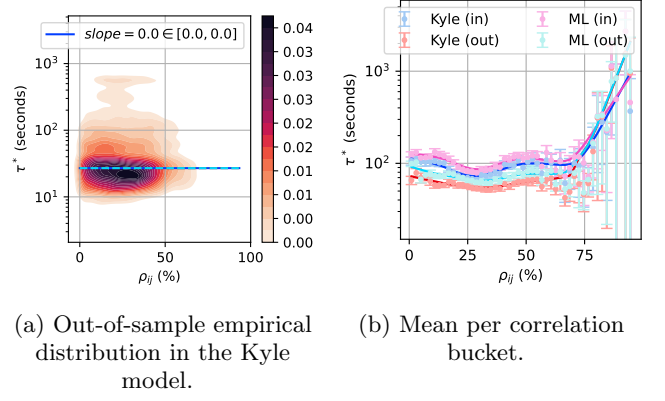 slope = 0.0 ∈ [0.0, 0.0]
10³
10²
10¹
τ* (seconds)
0 50 100
ρij (%)
0.04
0.04
0.03
0.03
0.02
0.02
0.01
0.01
0.00
0.00
Kyle (in) ML (in)
Kyle (out) ML (out)
10³
10²
τ* (seconds)
0 25 50 75
ρij (%)
(a) Out-of-sample empirical
distribution in the Kyle
model.
(b) Mean per correlation
bucket.